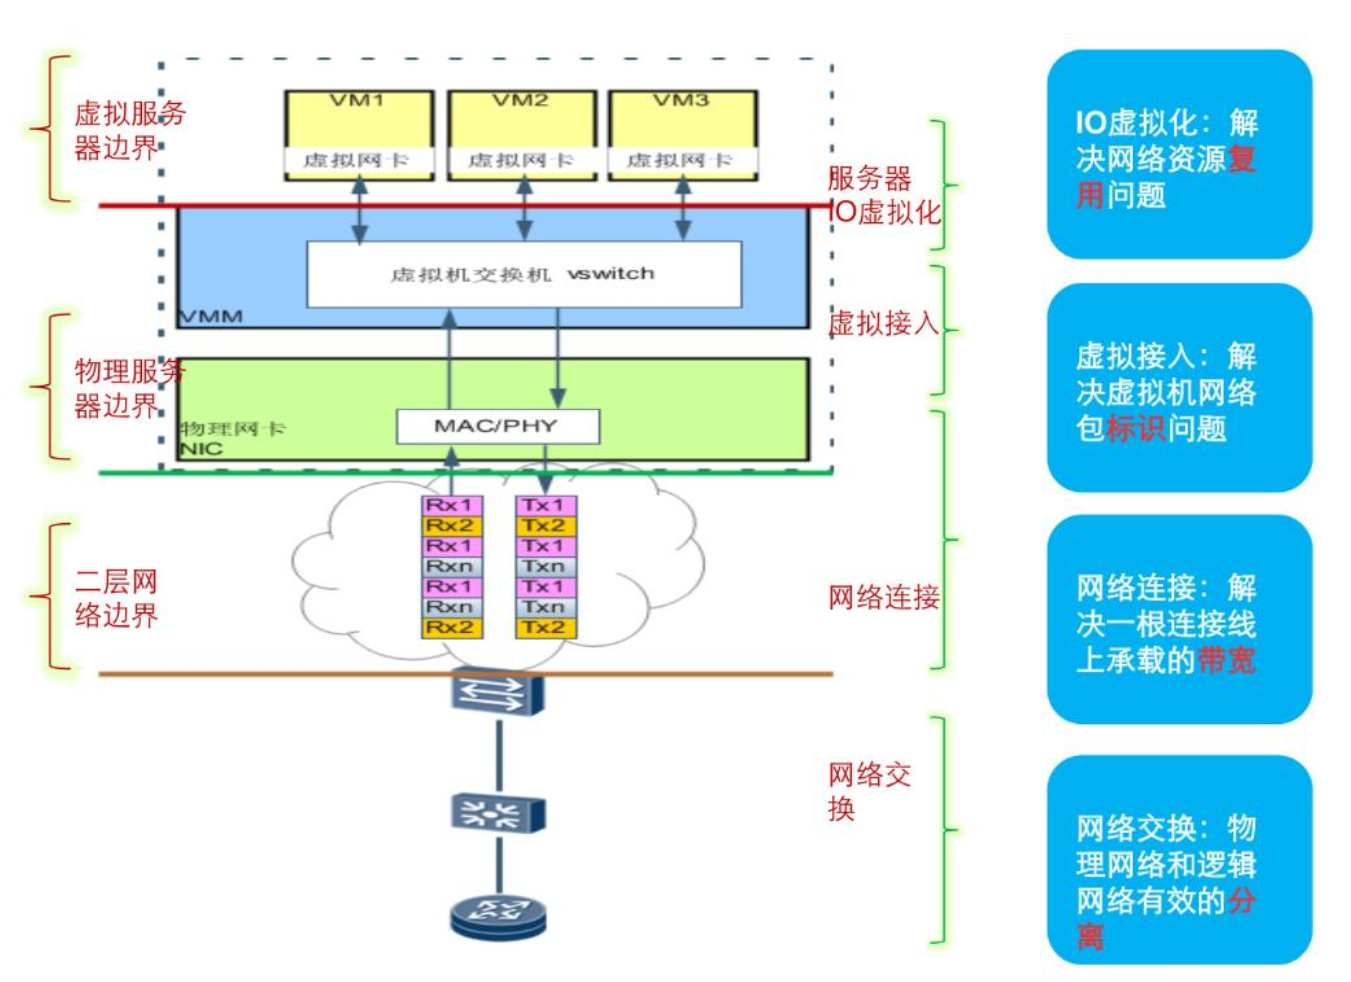 虚拟服务
器边界
VM1
VM2
VM3
虚拟网卡
虚拟网卡
虚拟网卡
服务器
IO虚拟化
虚拟机交换机 vswitch
VMM
虚拟接入
物理服务
器边界
MAC/PHY
物理网卡
NIC
二层网
络边界
Rx1
Rx2
Rx1
Rxn
Rx1
Rxn
Rx2
Tx1
Tx2
Tx1
Txn
Tx1
Txn
Tx2
网络连接
网络交
换
IO虚拟化：解
决网络资源复
用问题
虚拟接入：解
决虚拟机网络
包标识问题
网络连接：解
决一根连接线
上承载的带宽
网络交换：物
理网络和逻辑
网络有效的分
离